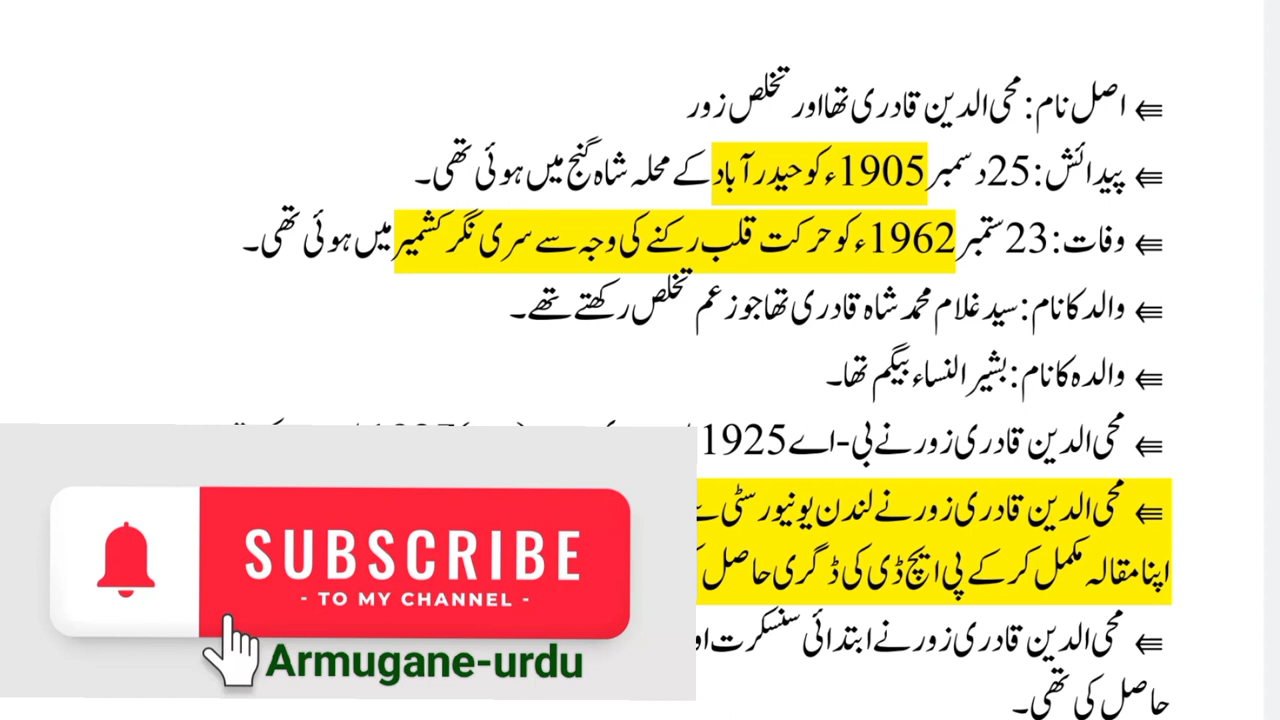 ⇚ اصل نام: محی الدین قادری تھا اور تخلص زور
⇚ پیدائش: 25 دسمبر 1905ء کو حیدرآباد کے محلہ شاہ گنج میں ہوئی تھی۔
⇚ وفات: 23 ستمبر 1962ء کو حرکت قلب رکنے کی وجہ سے سری نگر کشمیر میں ہوئی تھی۔
⇚ والد کا نام: سید غلام محمد شاہ قادری تھا جو زعم تخلص رکھتے تھے۔
⇚ والدہ کا نام: بشیر النساء بیگم تھا۔
⇚ محی الدین قادری زور نے بی-اے 1925
⇚ محی الدین قادری زور نے لندن یونیورسٹی
اپنا مقالہ مکمل کر کے پی ایچ ڈی کی ڈگری حاصل
⇚ محی الدین قادری زور نے ابتدائی سنسکرت
حاصل کی تھی۔
SUBSCRIBE
- TO MY CHANNEL -
Armugane-urdu